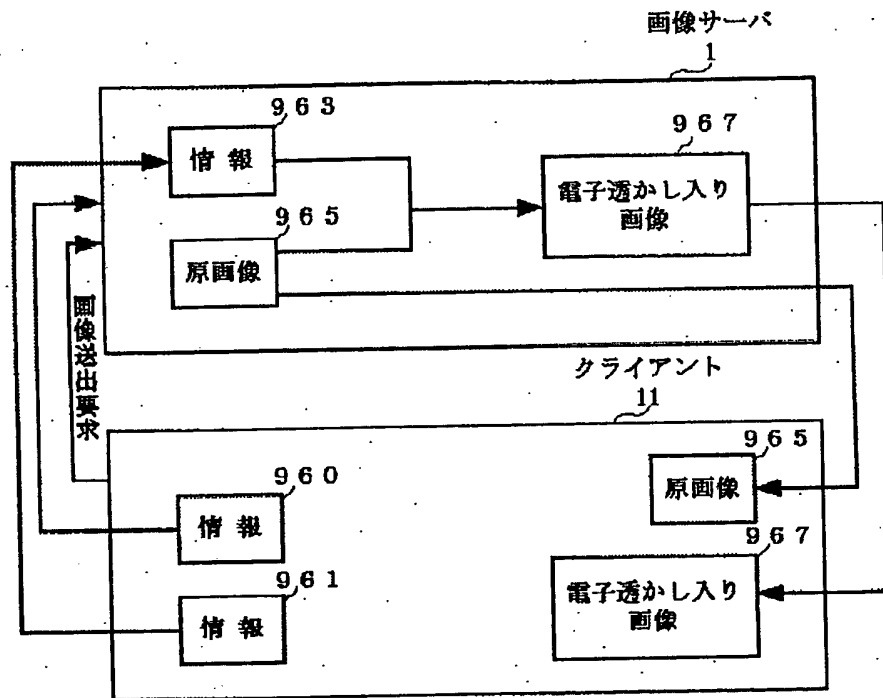 画像サーバ
1
963
情 報
967
電子透かし入り
画像
965
原画像
画像送出要求
クライアント
11
965
原画像
960
情 報
967
電子透かし入り
画像
961
情 報